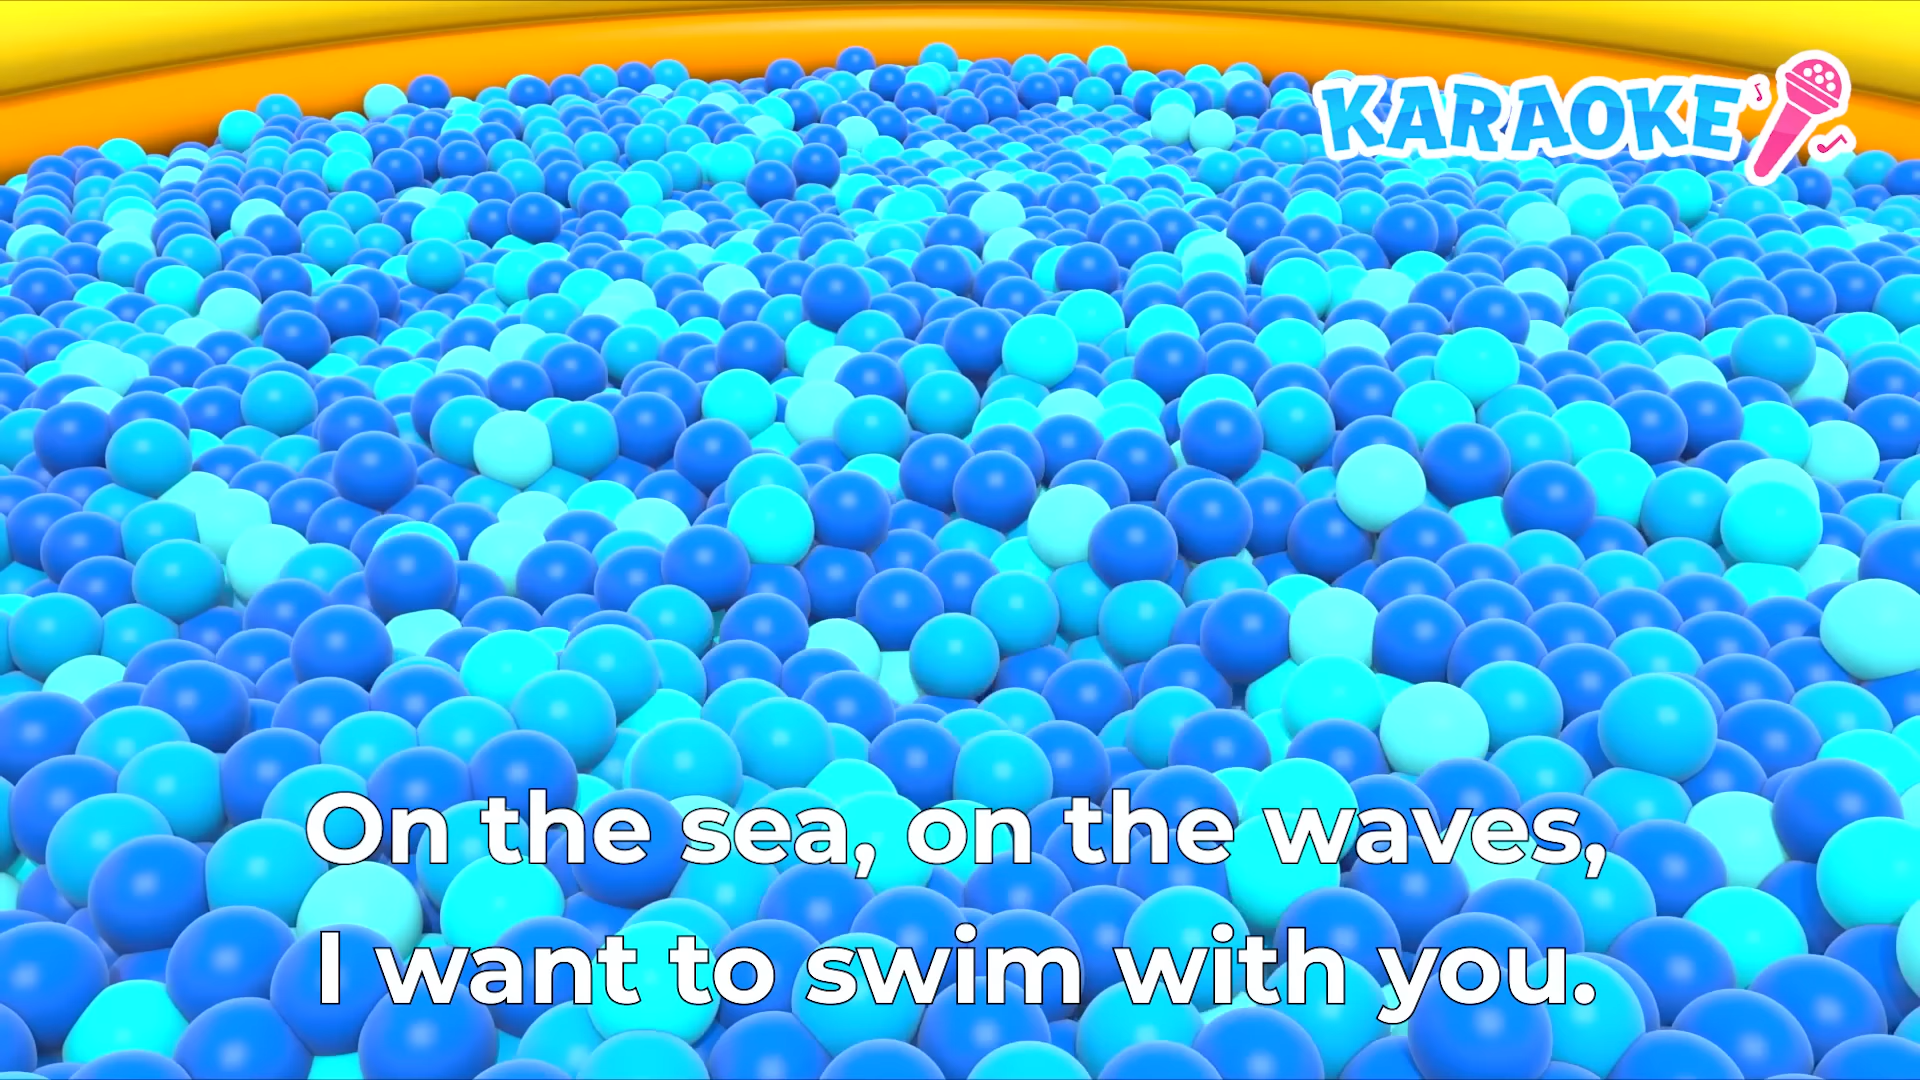 KARAOKE
On the sea, on the waves,
I want to swim with you.